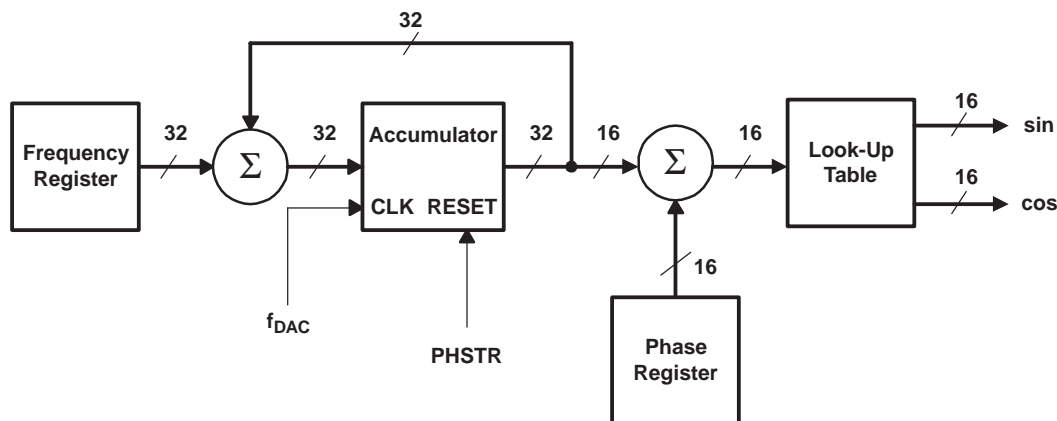 32
Frequency
Register
32
Σ
32
Accumulator
CLK RESET
32
16
Σ
16
Look-Up
Table
16
sin
16
cos
f_DAC
PHSTR
16
Phase
Register